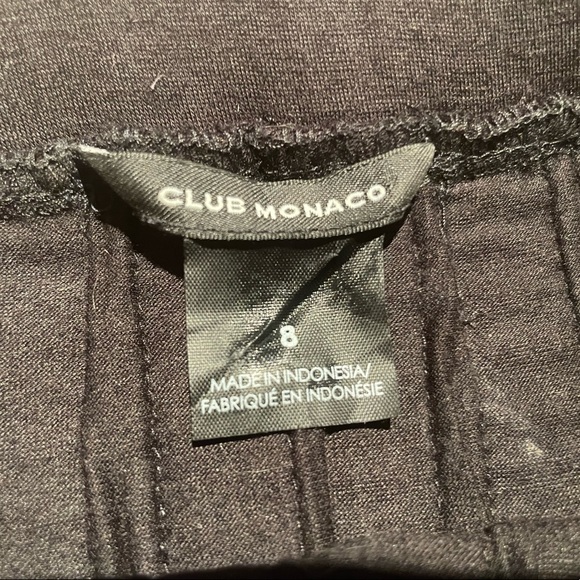 CLUB MONACO
8
MADE IN INDONESIA/
FABRIQUÉ EN INDONÉSIE